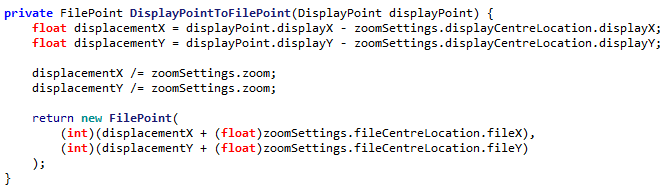 private FilePoint DisplayPointToFilePoint(DisplayPoint displayPoint) {
    float displacementX = displayPoint.displayX - zoomSettings.displayCentreLocation.displayX;
    float displacementY = displayPoint.displayY - zoomSettings.displayCentreLocation.displayY;

    displacementX /= zoomSettings.zoom;
    displacementY /= zoomSettings.zoom;

    return new FilePoint(
        (int)(displacementX + (float)zoomSettings.fileCentreLocation.fileX),
        (int)(displacementY + (float)zoomSettings.fileCentreLocation.fileY)
    );
}